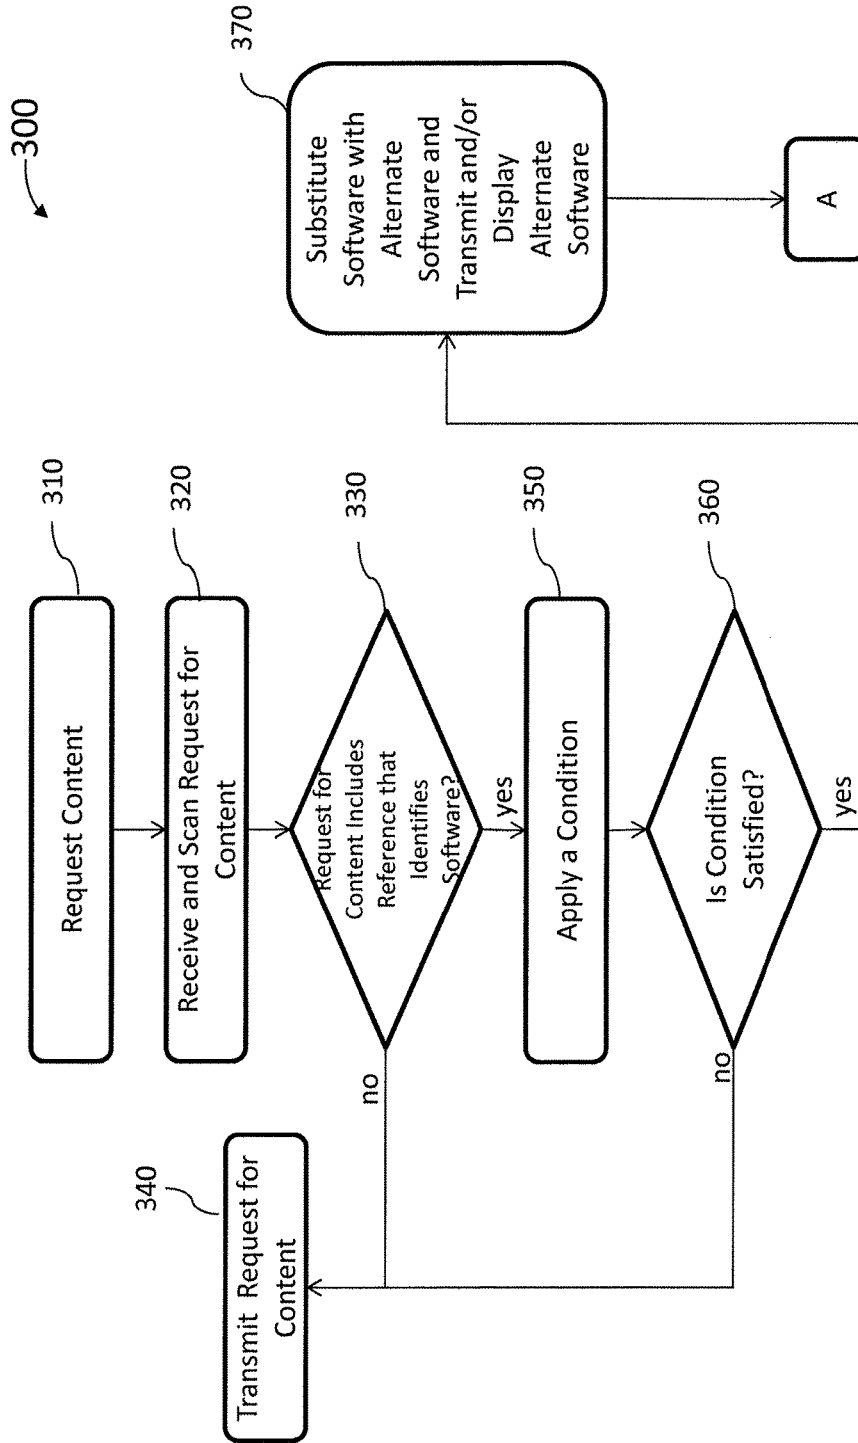 300
310
Request Content
320
Receive and Scan Request for
Content
330
Request for
Content Includes
Reference that
Identifies
Software?
no
yes
340
Transmit Request for
Content
350
Apply a Condition
360
Is Condition
Satisfied?
no
yes
370
Substitute
Software with
Alternate
Software and
Transmit and/or
Display
Alternate
Software
A